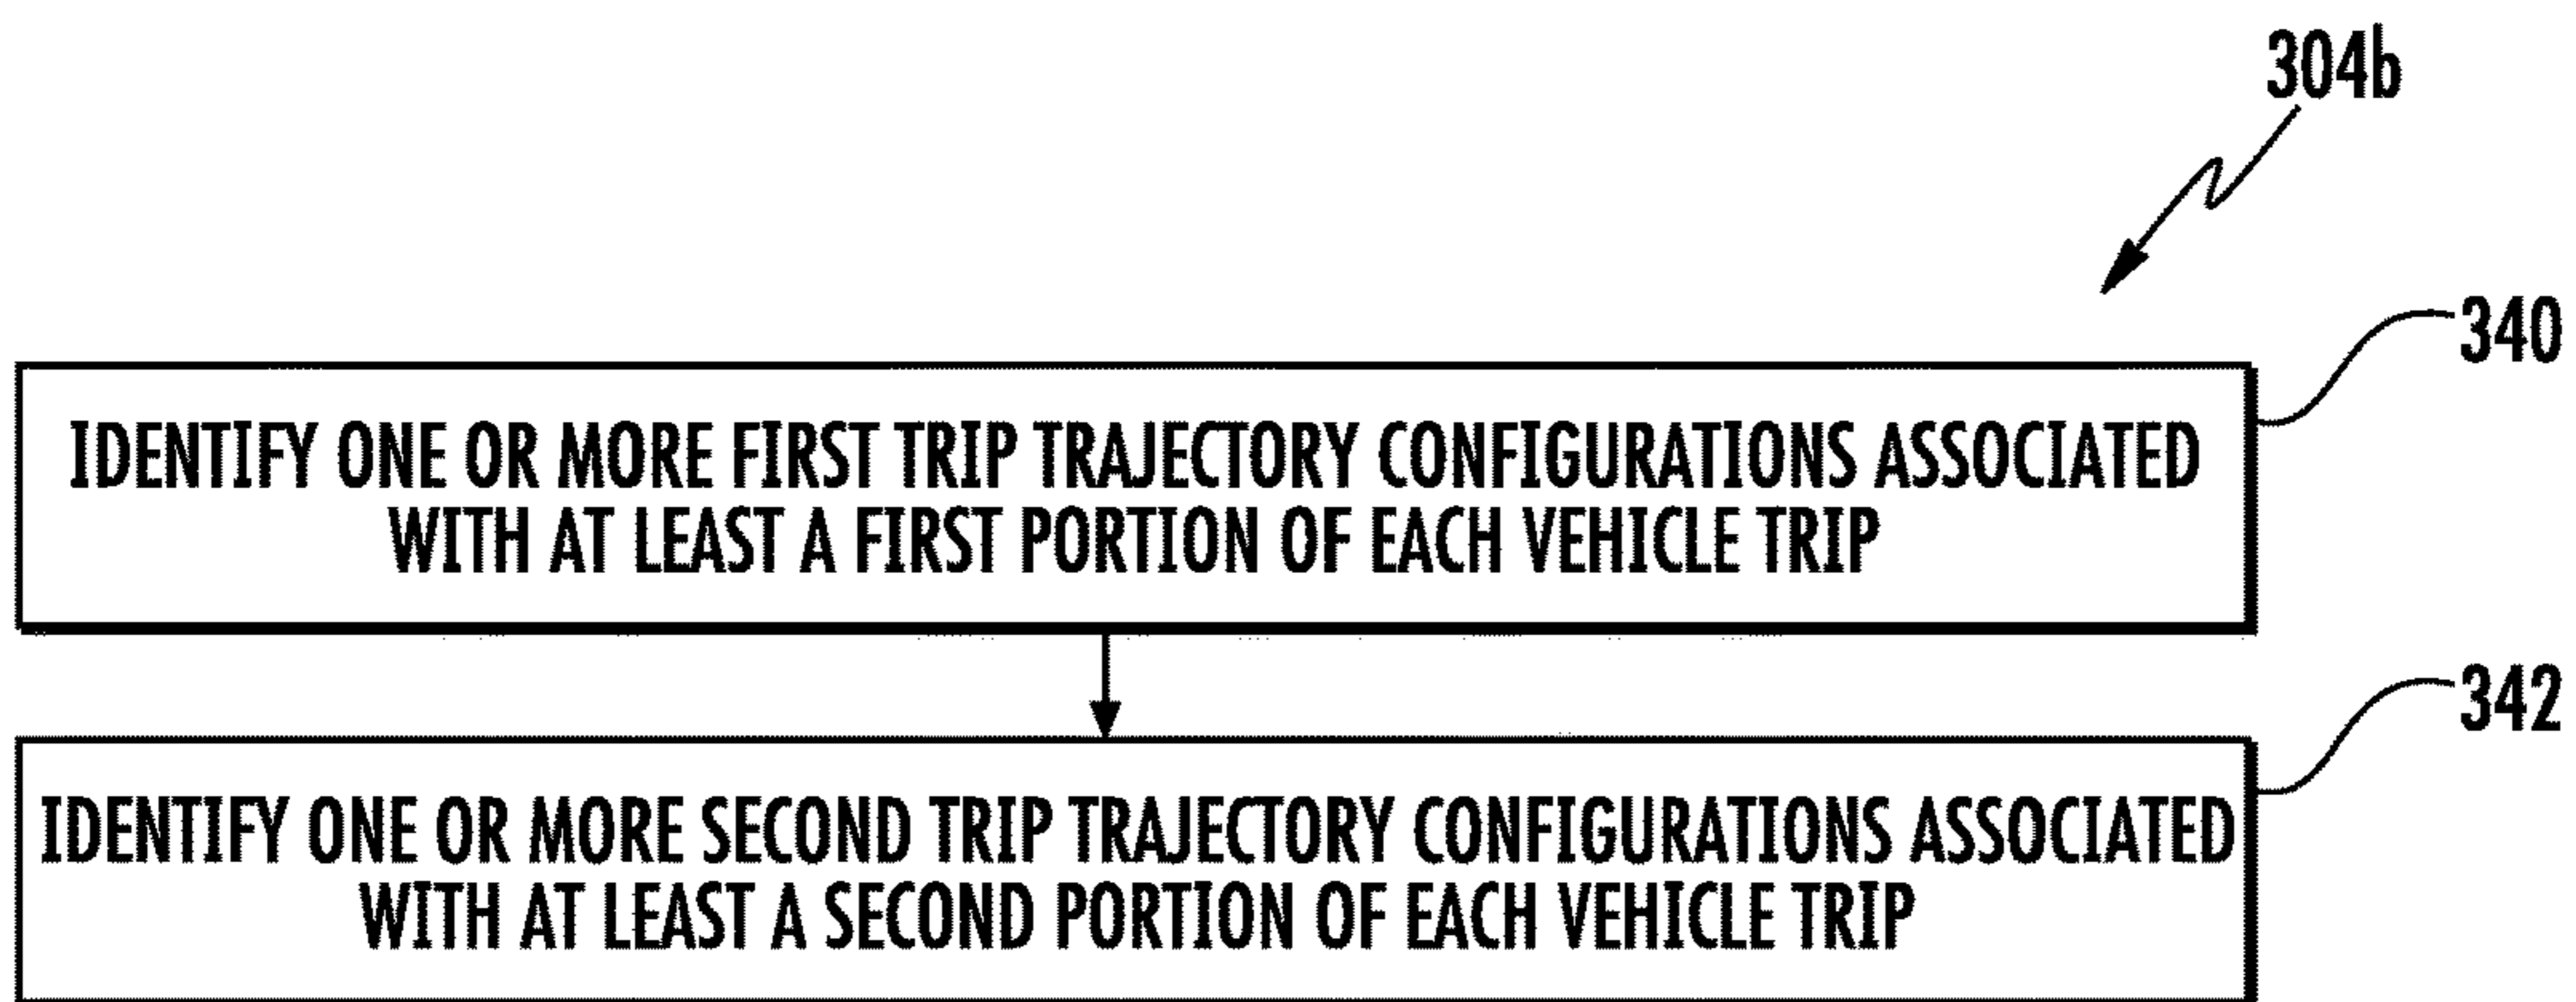 304b
340
IDENTIFY ONE OR MORE FIRST TRIP TRAJECTORY CONFIGURATIONS ASSOCIATED
WITH AT LEAST A FIRST PORTION OF EACH VEHICLE TRIP
342
IDENTIFY ONE OR MORE SECOND TRIP TRAJECTORY CONFIGURATIONS ASSOCIATED
WITH AT LEAST A SECOND PORTION OF EACH VEHICLE TRIP